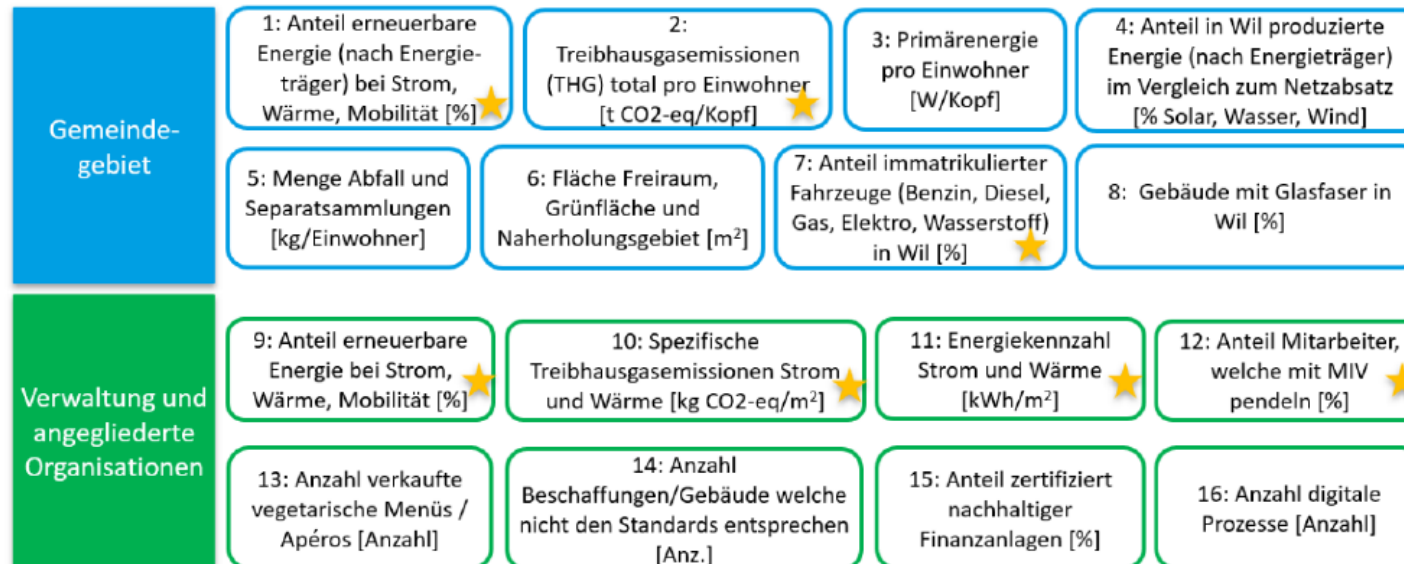 Gemeinde-
gebiet
1: Anteil erneuerbare
Energie (nach Energie-
träger) bei Strom,
Wärme, Mobilität [%]
2:
Treibhausgasemissionen
(THG) total pro Einwohner
[t CO2-eq/Kopf]
3: Primärenergie
pro Einwohner
[W/Kopf]
4: Anteil in Wil produzierte
Energie (nach Energieträger)
im Vergleich zum Netzabsatz
[% Solar, Wasser, Wind]
5: Menge Abfall und
Separatsammlungen
[kg/Einwohner]
6: Fläche Freiraum,
Grünfläche und
Naherholungsgebiet [m²]
7: Anteil immatrikulierter
Fahrzeuge (Benzin, Diesel,
Gas, Elektro, Wasserstoff)
in Wil [%]
8: Gebäude mit Glasfaser in
Wil [%]
Verwaltung und
angegliederte
Organisationen
9: Anteil erneuerbare
Energie bei Strom,
Wärme, Mobilität [%]
10: Spezifische
Treibhausgasemissionen Strom
und Wärme [kg CO2-eq/m²]
11: Energiekennzahl
Strom und Wärme
[kWh/m²]
12: Anteil Mitarbeiter,
welche mit MIV
pendeln [%]
13: Anzahl verkaufte
vegetarische Menüs /
Apéros [Anzahl]
14: Anzahl
Beschaffungen/Gebäude welche
nicht den Standards entsprechen
[Anz.]
15: Anteil zertifiziert
nachhaltiger
Finanzanlagen [%]
16: Anzahl digitale
Prozesse [Anzahl]